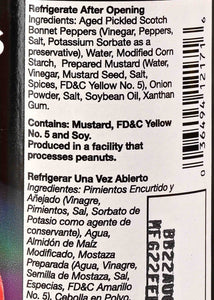 Refrigerate After Opening
Ingredients: Aged Pickled Scotch
Bonnet Peppers (Vinegar, Peppers,
Salt, Potassium Sorbate as a
preservative), Water, Modified Corn
Starch, Prepared Mustard (Water,
Vinegar, Mustard Seed, Salt,
Spices, FD&C Yellow No. 5), Onion
Powder, Salt, Soybean Oil, Xanthan
Gum.
Contains: Mustard, FD&C Yellow
No. 5 and Soy.
Produced in a facility that
processes peanuts.
Refrigerar Una Vez Abierto
Ingredientes: Pimientos Encurtido y
Añejado (Vinagre,
Pimientos, Sal, Sorbato de
Potasio como
conservante), Agua,
Almidón de Maíz
Modificado, Mostaza
Preparada (Agua, Vinagre,
Semilla de Mostaza, Sal,
Especias, FD&C Amarillo
No. 5), Cebolla en Polvo,
0 36494 12171